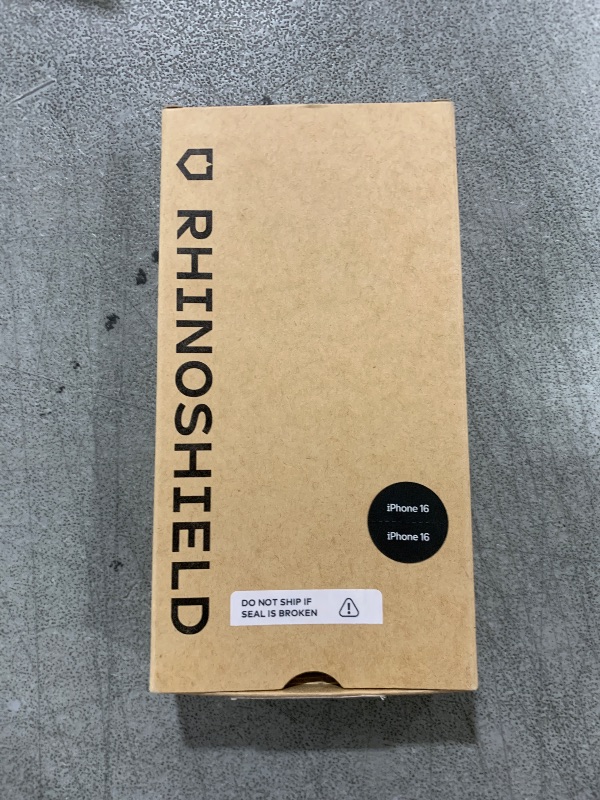 RHINOSHIELD
iPhone 16
iPhone 16
DO NOT SHIP IF
SEAL IS BROKEN